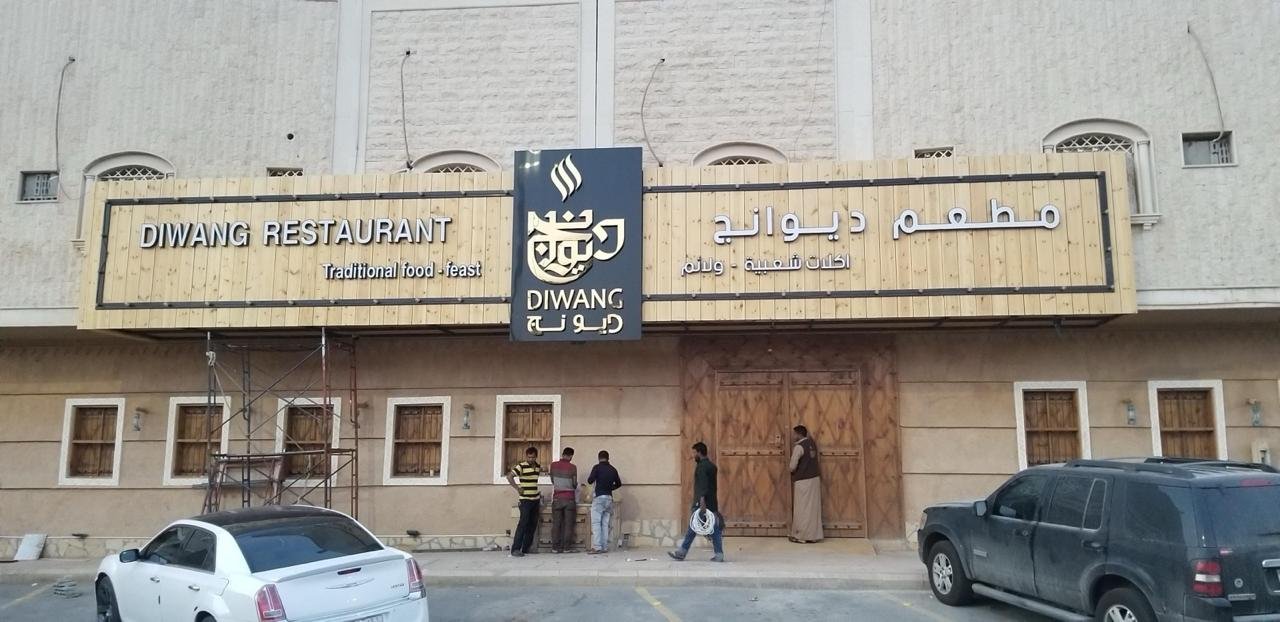 DIWANG RESTAURANT
Traditional food - feast
ديوانج
DIWANG
ديوانج
مطعم ديوانج
اكلات شعبية - ولائم